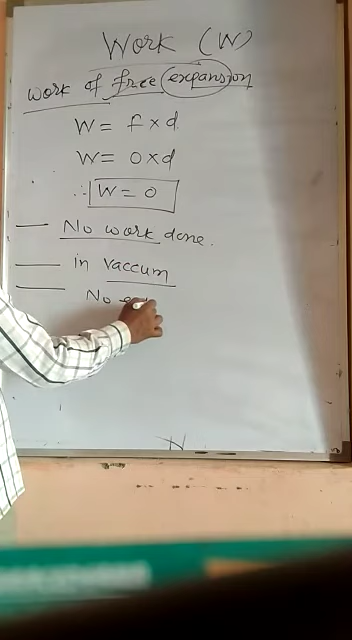 Work (W)
work of free expansion
W = f × d
W = 0 × d
∴ W = 0
— No work done.
— in vaccum
— No